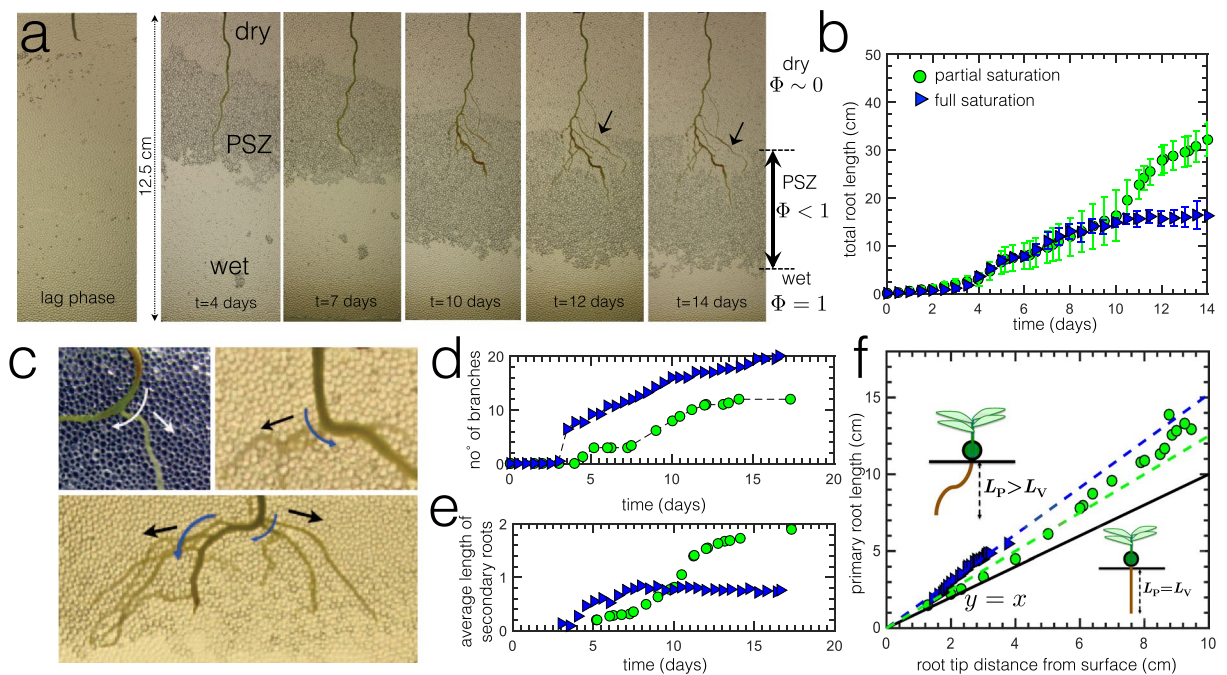 a
12.5 cm
lag phase
dry
PSZ
wet
t=4 days
t=7 days
t=10 days
t=12 days
t=14 days
dry
Φ ∼ 0
PSZ
Φ < 1
wet
Φ = 1
b
partial saturation
full saturation
total root length (cm)
50
40
30
20
10
0
0 2 4 6 8 10 12 14
time (days)
c
d
no° of branches
20
10
0
0 5 10 15 20
time (days)
e
average length of
secondary roots
2
1
0
0 5 10 15 20
time (days)
f
primary root length (cm)
15
10
5
0
0 2 4 6 8 10
root tip distance from surface (cm)
LP>LV
LP=LV
y = x